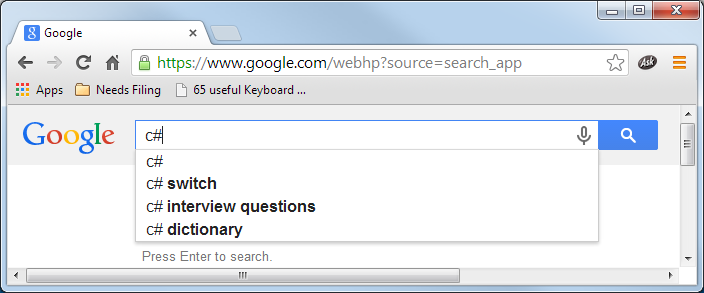 Google
https://www.google.com/webhp?source=search_app
Ask
Apps
Needs Filing
65 useful Keyboard ...
Google
c#
c#
c# switch
c# interview questions
c# dictionary
Press Enter to search.